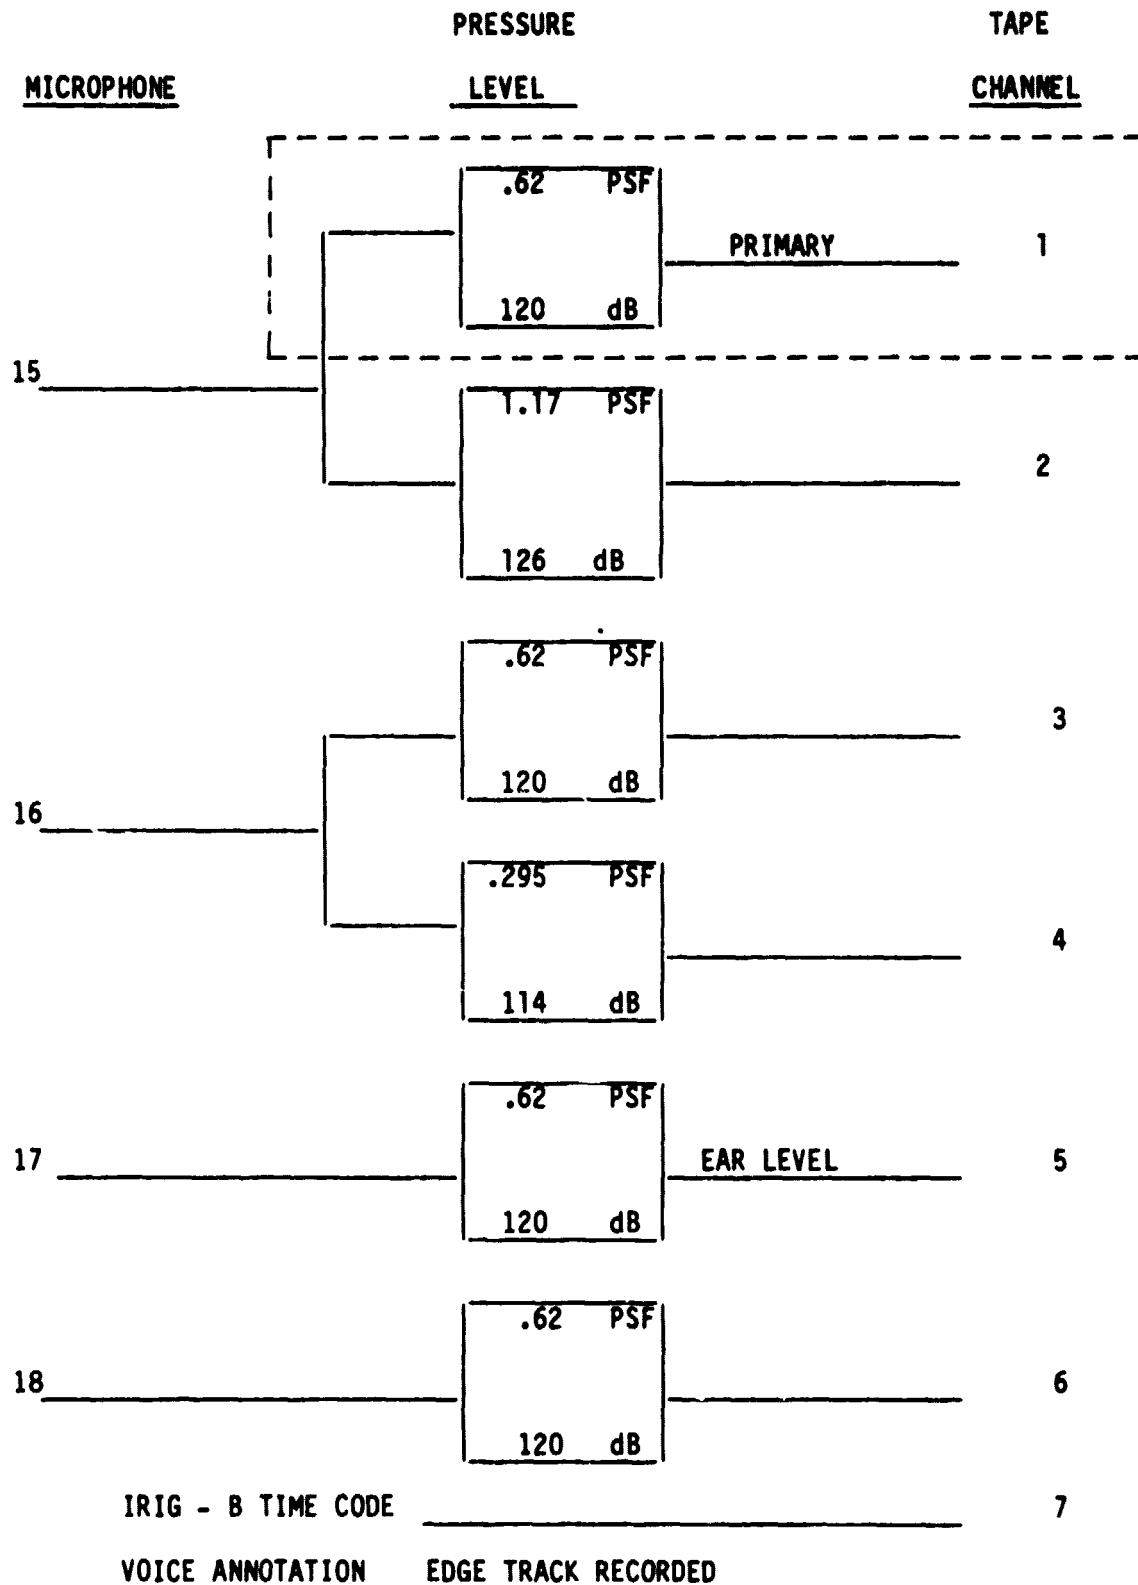 PRESSURE TAPE
MICROPHONE LEVEL CHANNEL
.62 PSF
PRIMARY 1
120 dB
15
1.17 PSF
2
126 dB
.62 PSF
3
120 dB
16
.295 PSF
4
114 dB
.62 PSF
17 EAR LEVEL 5
120 dB
.62 PSF
18 6
120 dB
IRIG - B TIME CODE 7
VOICE ANNOTATION EDGE TRACK RECORDED